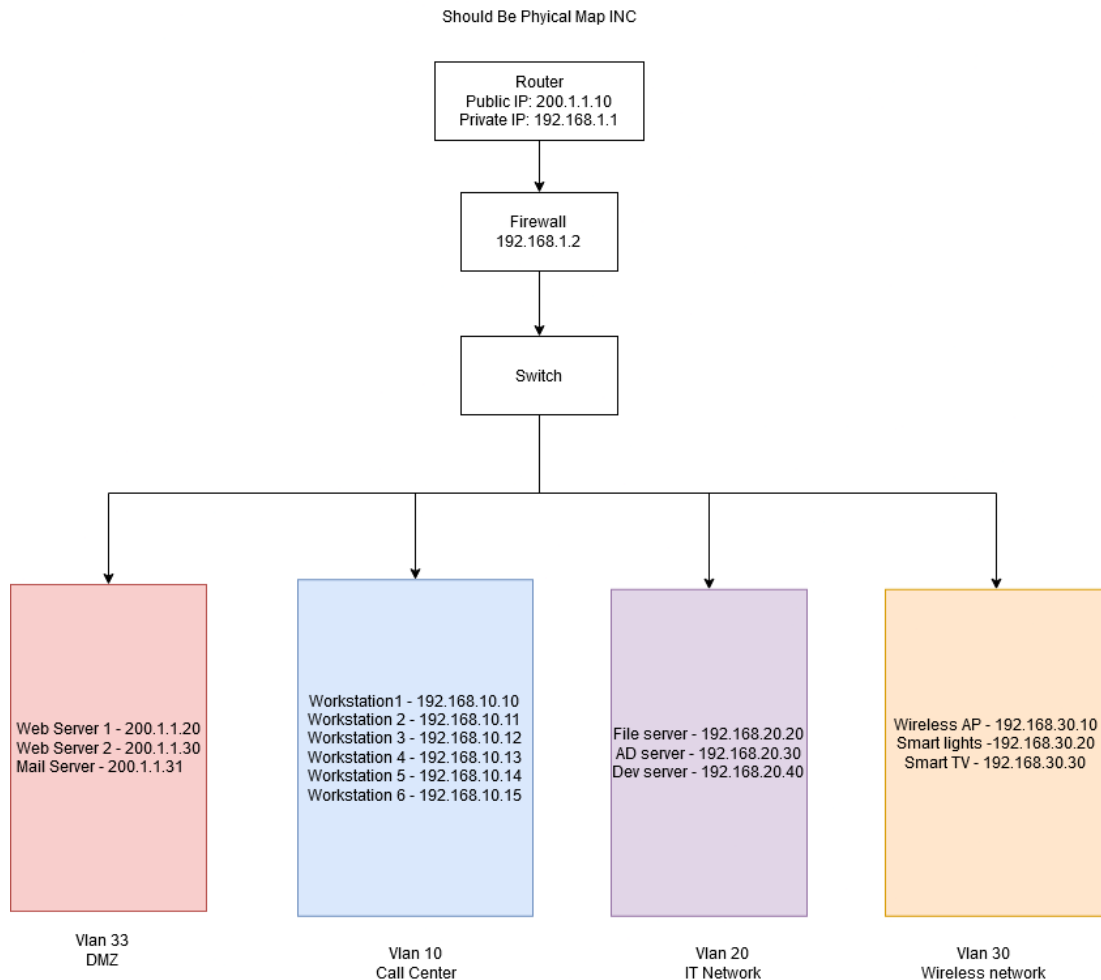 Should Be Phyical Map INC
Router
Public IP: 200.1.1.10
Private IP: 192.168.1.1
Firewall
192.168.1.2
Switch
Web Server 1 - 200.1.1.20
Web Server 2 - 200.1.1.30
Mail Server - 200.1.1.31
Vlan 33
DMZ
Workstation1 - 192.168.10.10
Workstation 2 - 192.168.10.11
Workstation 3 - 192.168.10.12
Workstation 4 - 192.168.10.13
Workstation 5 - 192.168.10.14
Workstation 6 - 192.168.10.15
Vlan 10
Call Center
File server - 192.168.20.20
AD server - 192.168.20.30
Dev server - 192.168.20.40
Vlan 20
IT Network
Wireless AP - 192.168.30.10
Smart lights -192.168.30.20
Smart TV - 192.168.30.30
Vlan 30
Wireless network